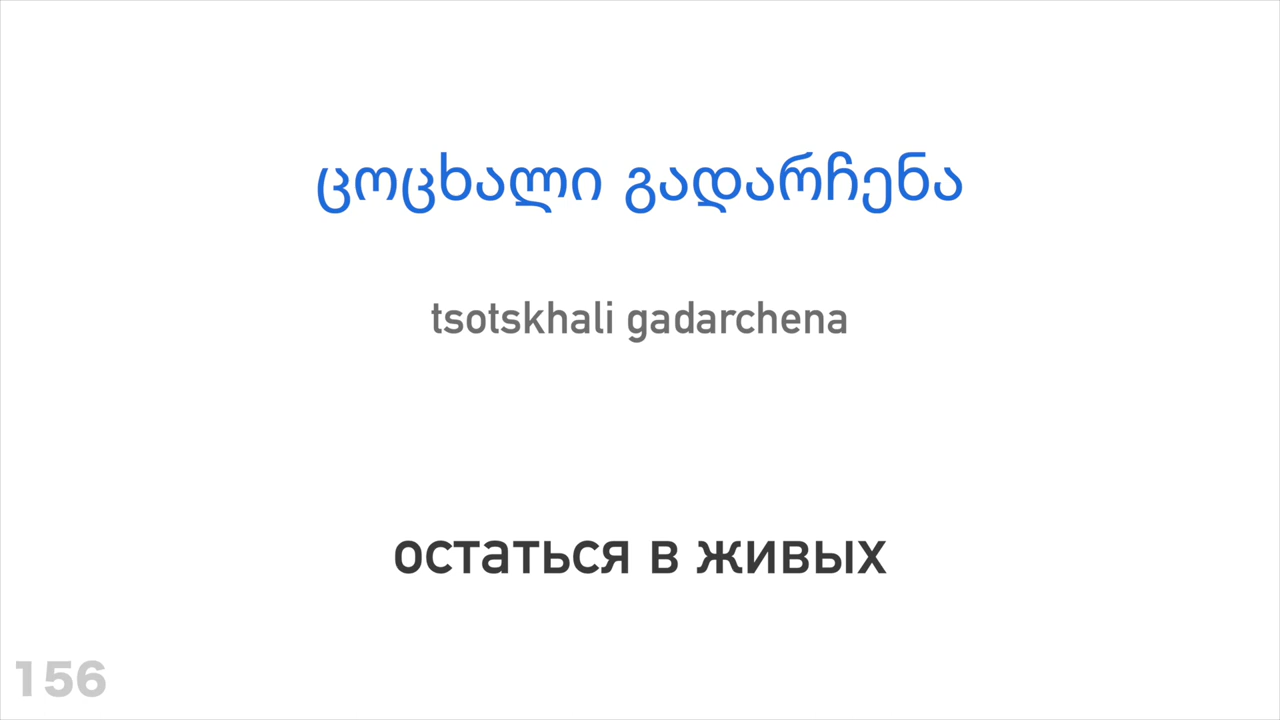 ცოცხალი გადარჩენა
tsotskhali gadarchena
остаться в живых
156